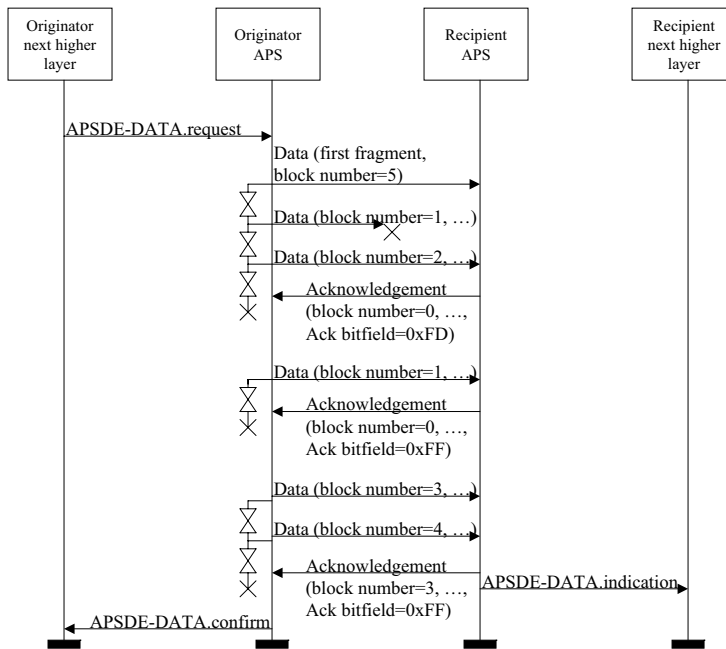 Originator
next higher
layer
Originator
APS
Recipient
APS
Recipient
next higher
layer
APSDE-DATA.request
Data (first fragment,
block number=5)
Data (block number=1, …)
Data (block number=2, …)
Acknowledgement
(block number=0, …,
Ack bitfield=0xFD)
Data (block number=1, …)
Acknowledgement
(block number=0, …,
Ack bitfield=0xFF)
Data (block number=3, …)
Data (block number=4, …)
Acknowledgement
(block number=3, …,
Ack bitfield=0xFF)
APSDE-DATA.indication
APSDE-DATA.confirm